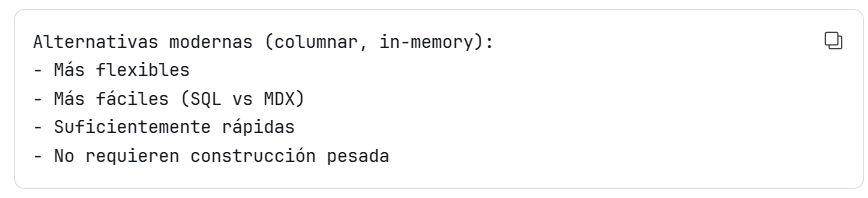 Alternativas modernas (columnar, in-memory):
- Más flexibles
- Más fáciles (SQL vs MDX)
- Suficientemente rápidas
- No requieren construcción pesada